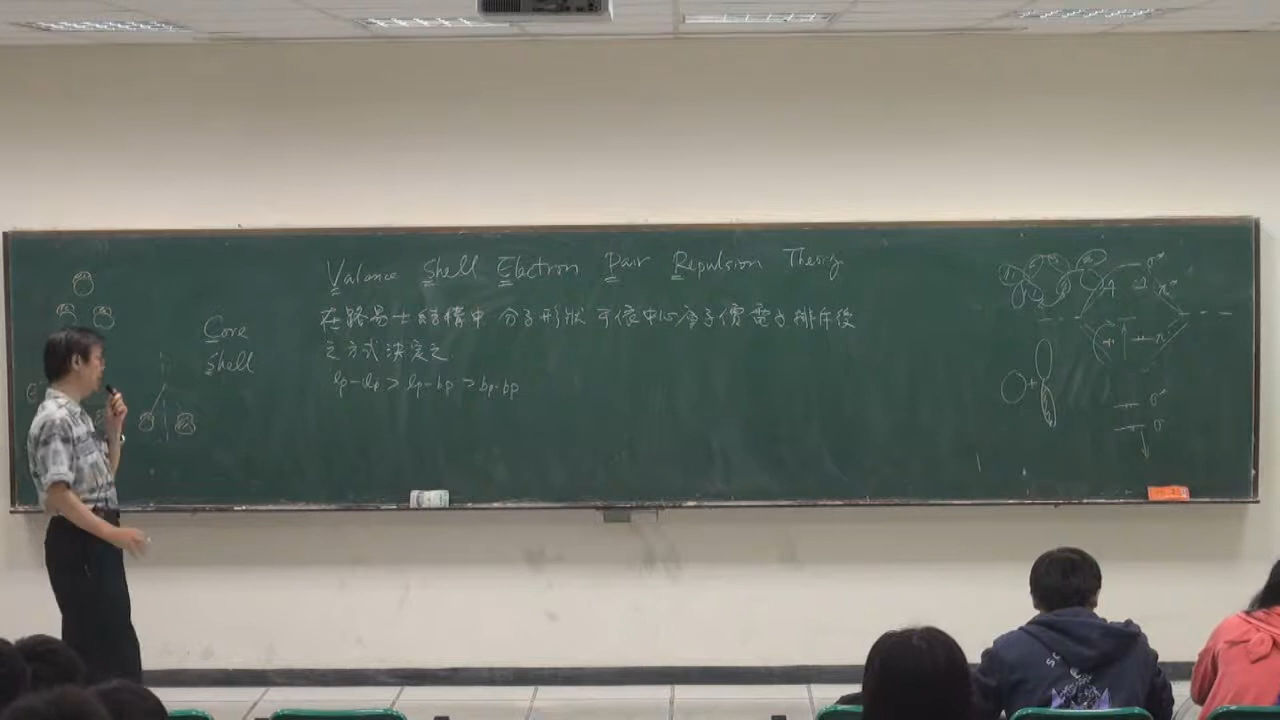 Valance Shell Electron Pair Repulsion Theory
在路易士結構中 分子形狀 可依中心原子價電子排斥後
之方式決定之.
lp-lp > lp-bp > bp-bp
Core
Shell
σ*
π*
σ*
σ